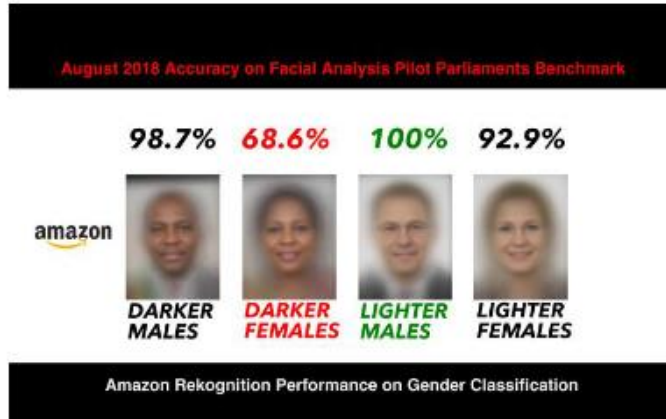 August 2018 Accuracy on Facial Analysis Pilot Parliaments Benchmark
98.7% 68.6% 100% 92.9%
amazon
DARKER MALES
DARKER FEMALES
LIGHTER MALES
LIGHTER FEMALES
Amazon Rekognition Performance on Gender Classification